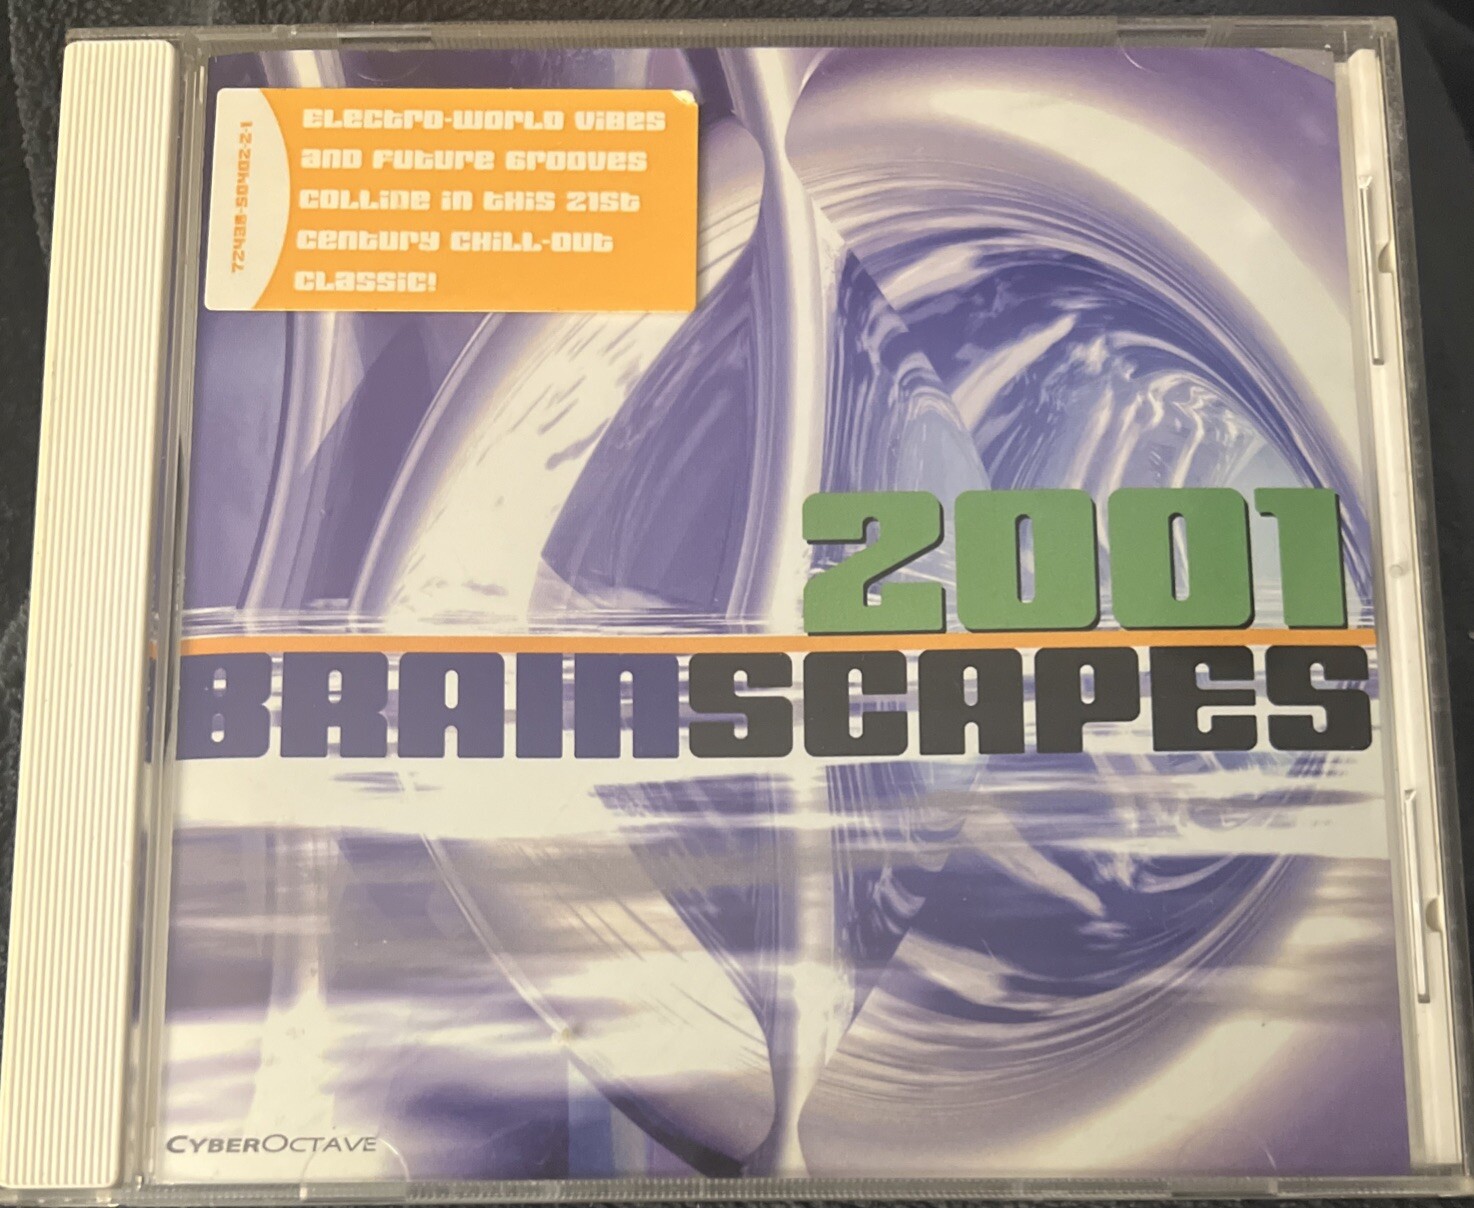 Electro-World Vibes
and Future Grooves
Collide in this 21st
Century Chill-Out
Classic!
72438-50402-2-1
2001
BRAINSCAPES
CYBEROCTAVE